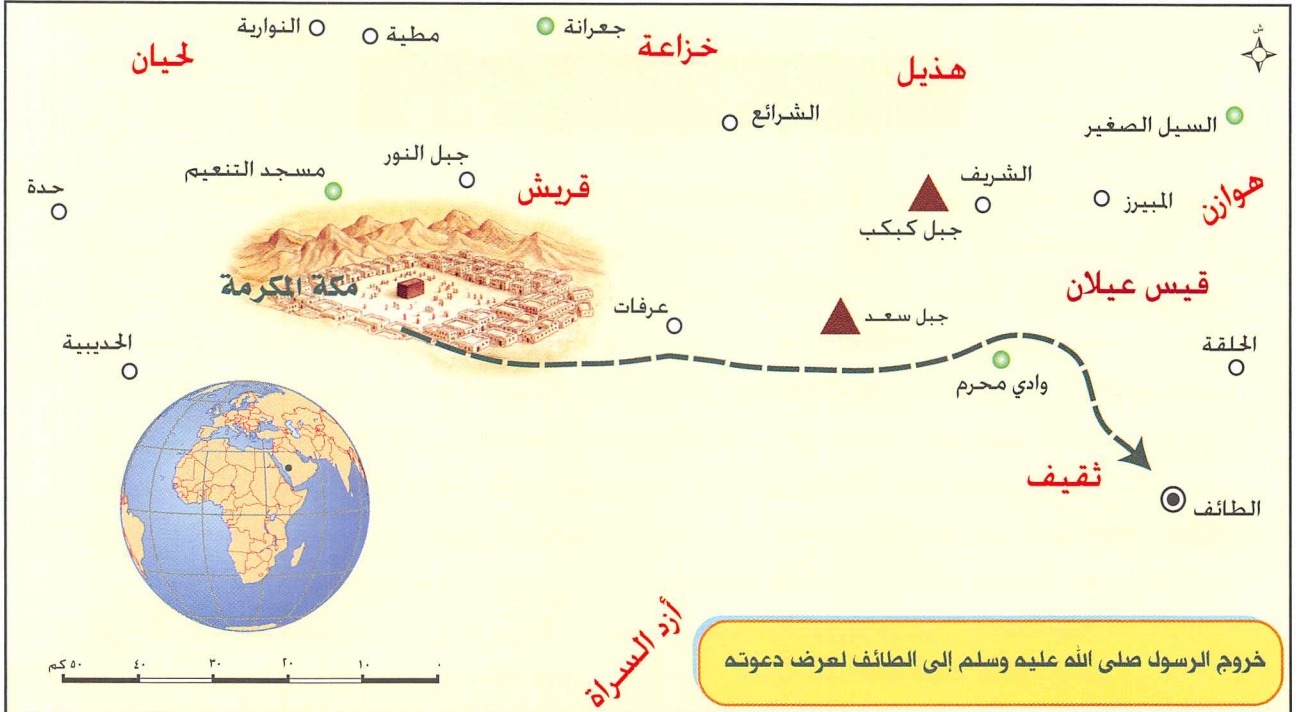 ش
جعرانة
مطية
النوارية
خزاعة
هذيل
لحيان
السيل الصغير
الشرائع
جبل النور
مسجد التنعيم
قريش
الشريف
المبيرز
هوازن
حدة
جبل كبكب
مكة المكرمة
قيس عيلان
عرفات
جبل سعد
الحلقة
الحديبية
وادي محرم
ثقيف
الطائف
أزد السراة
خروج الرسول صلى الله عليه وسلم إلى الطائف لعرض دعوته
٠ ١٠ ٢٠ ٣٠ ٤٠ ٥٠ كم